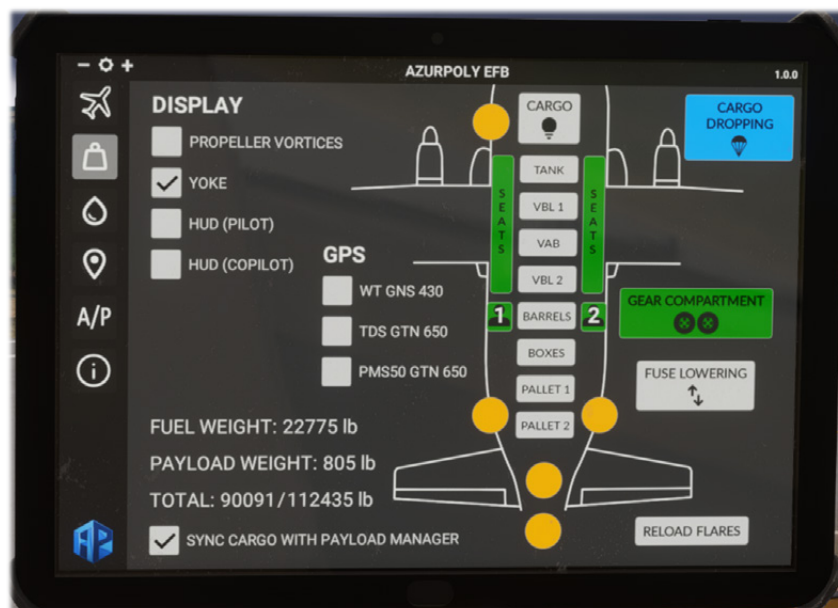 AZURPOLY EFB
1.0.0
DISPLAY
PROPELLER VORTICES
YOKE
HUD (PILOT)
HUD (COPILOT)
GPS
WT GNS 430
TDS GTN 650
PMS50 GTN 650
A/P
FUEL WEIGHT: 22775 lb
PAYLOAD WEIGHT: 805 lb
TOTAL: 90091/112435 lb
SYNC CARGO WITH PAYLOAD MANAGER
CARGO
TANK
VBL 1
VAB
VBL 2
BARRELS
BOXES
PALLET 1
PALLET 2
SEATS
SEATS
1
2
CARGO
DROPPING
GEAR COMPARTMENT
FUSE LOWERING
RELOAD FLARES
AP